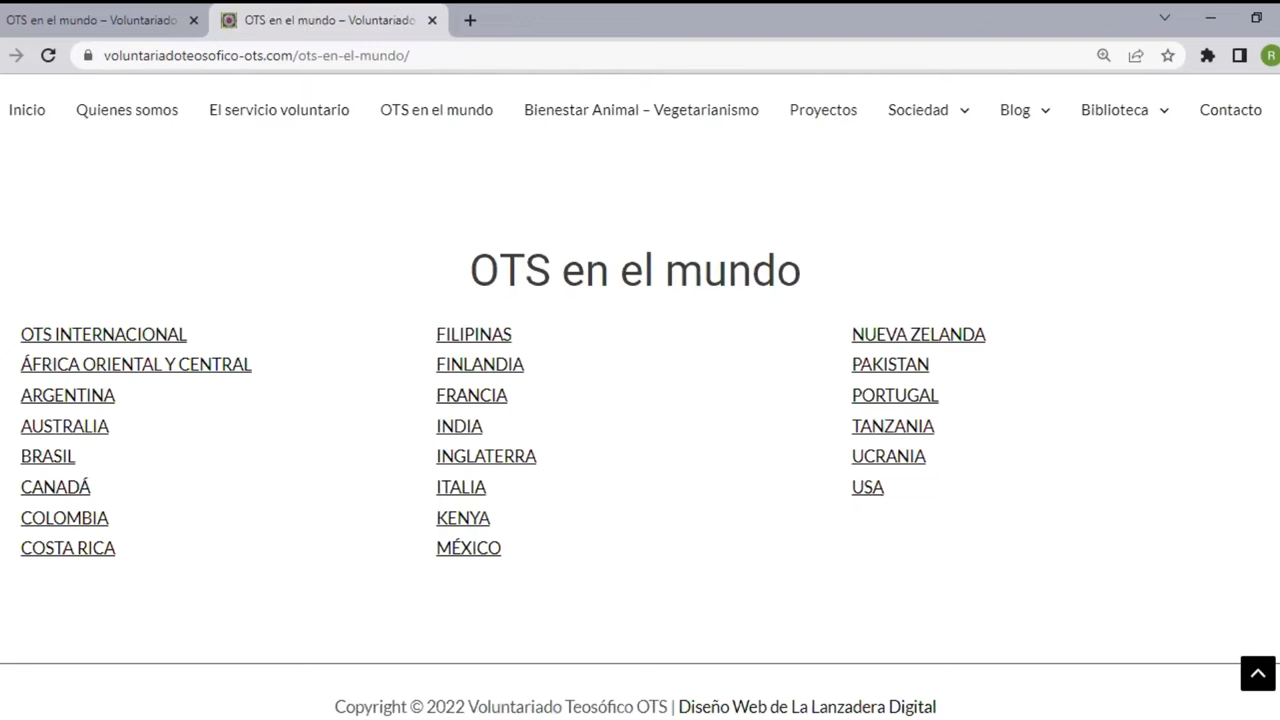 OTS en el mundo – Voluntariado
OTS en el mundo – Voluntariado
voluntariadoteosofico-ots.com/ots-en-el-mundo/
R
Inicio Quienes somos El servicio voluntario OTS en el mundo Bienestar Animal – Vegetarianismo Proyectos Sociedad Blog Biblioteca Contacto
OTS en el mundo
OTS INTERNACIONAL
ÁFRICA ORIENTAL Y CENTRAL
ARGENTINA
AUSTRALIA
BRASIL
CANADÁ
COLOMBIA
COSTA RICA
FILIPINAS
FINLANDIA
FRANCIA
INDIA
INGLATERRA
ITALIA
KENYA
MÉXICO
NUEVA ZELANDA
PAKISTAN
PORTUGAL
TANZANIA
UCRANIA
USA
Copyright © 2022 Voluntariado Teosófico OTS | Diseño Web de La Lanzadera Digital